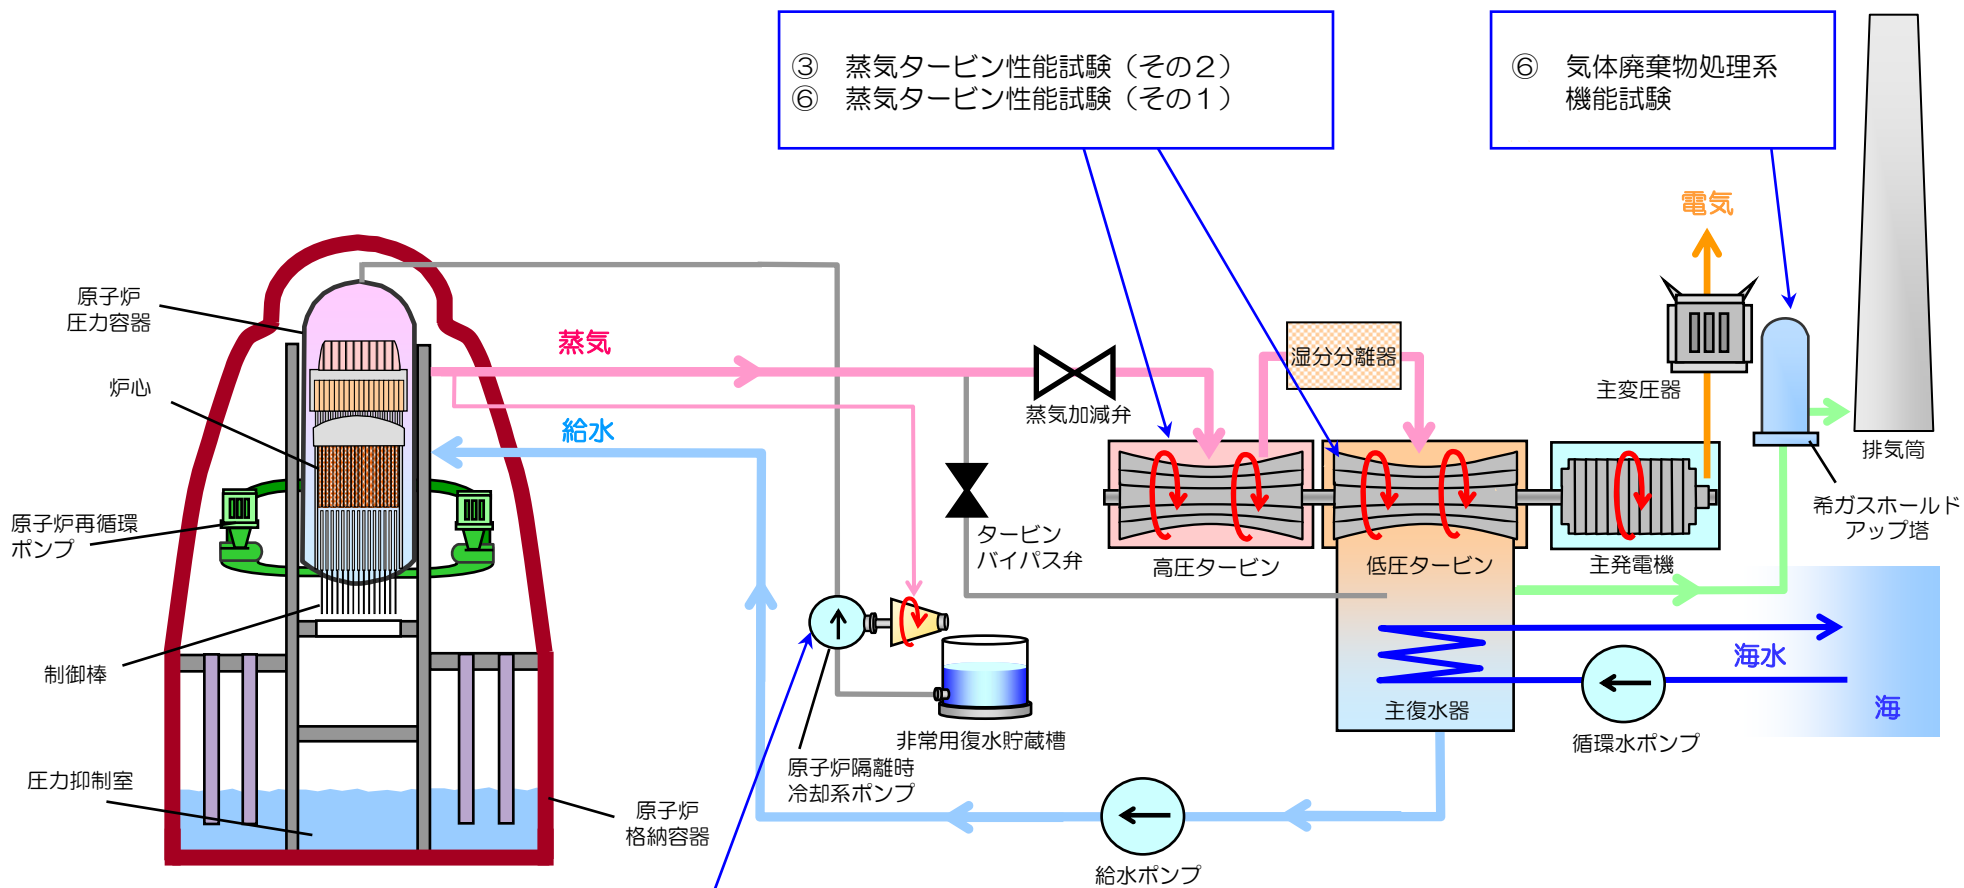 ③　蒸気タービン性能試験（その２）
⑥　蒸気タービン性能試験（その１）
⑥　気体廃棄物処理系
機能試験
電気
原子炉
圧力容器
蒸気
湿分分離器
炉心
主変圧器
蒸気加減弁
給水
排気筒
原子炉再循環
ポンプ
希ガスホールド
アップ塔
タービン
バイパス弁
高圧タービン
低圧タービン
主発電機
制御棒
海水
海
主復水器
非常用復水貯蔵槽
循環水ポンプ
圧力抑制室
原子炉隔離時
冷却系ポンプ
原子炉
格納容器
給水ポンプ